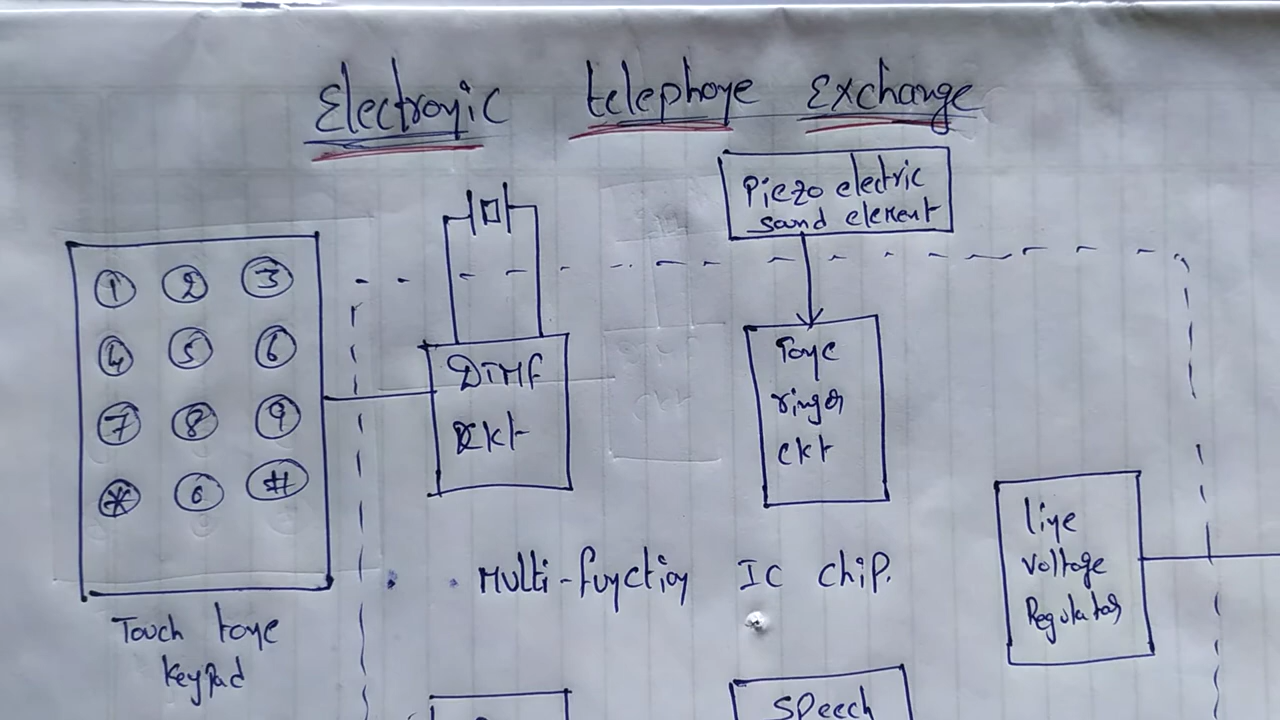 Electronic telephone Exchange
Piezo electric
sound element
1 2 3
4 5 6
7 8 9
* 0 #
DTMF
CKt
Tone
ringer
CKt
line
voltage
Regulator
Multi-function IC chip.
Touch tone
keypad
SPeech